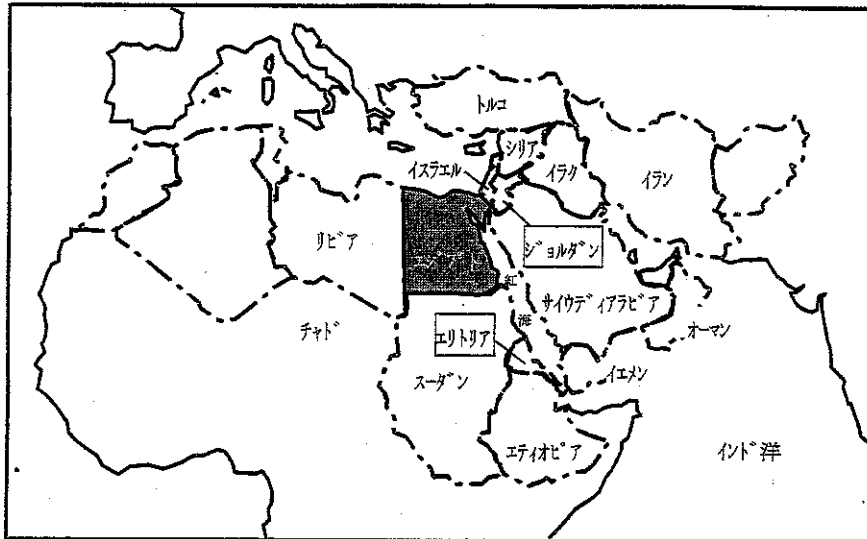 トルコ
シリア
イスラエル
イラク
イラン
リビア
ジョルダン
紅
海
サイウディアラビア
オーマン
チャド
エリトリア
スーダン
イエメン
エティオピア
インド洋